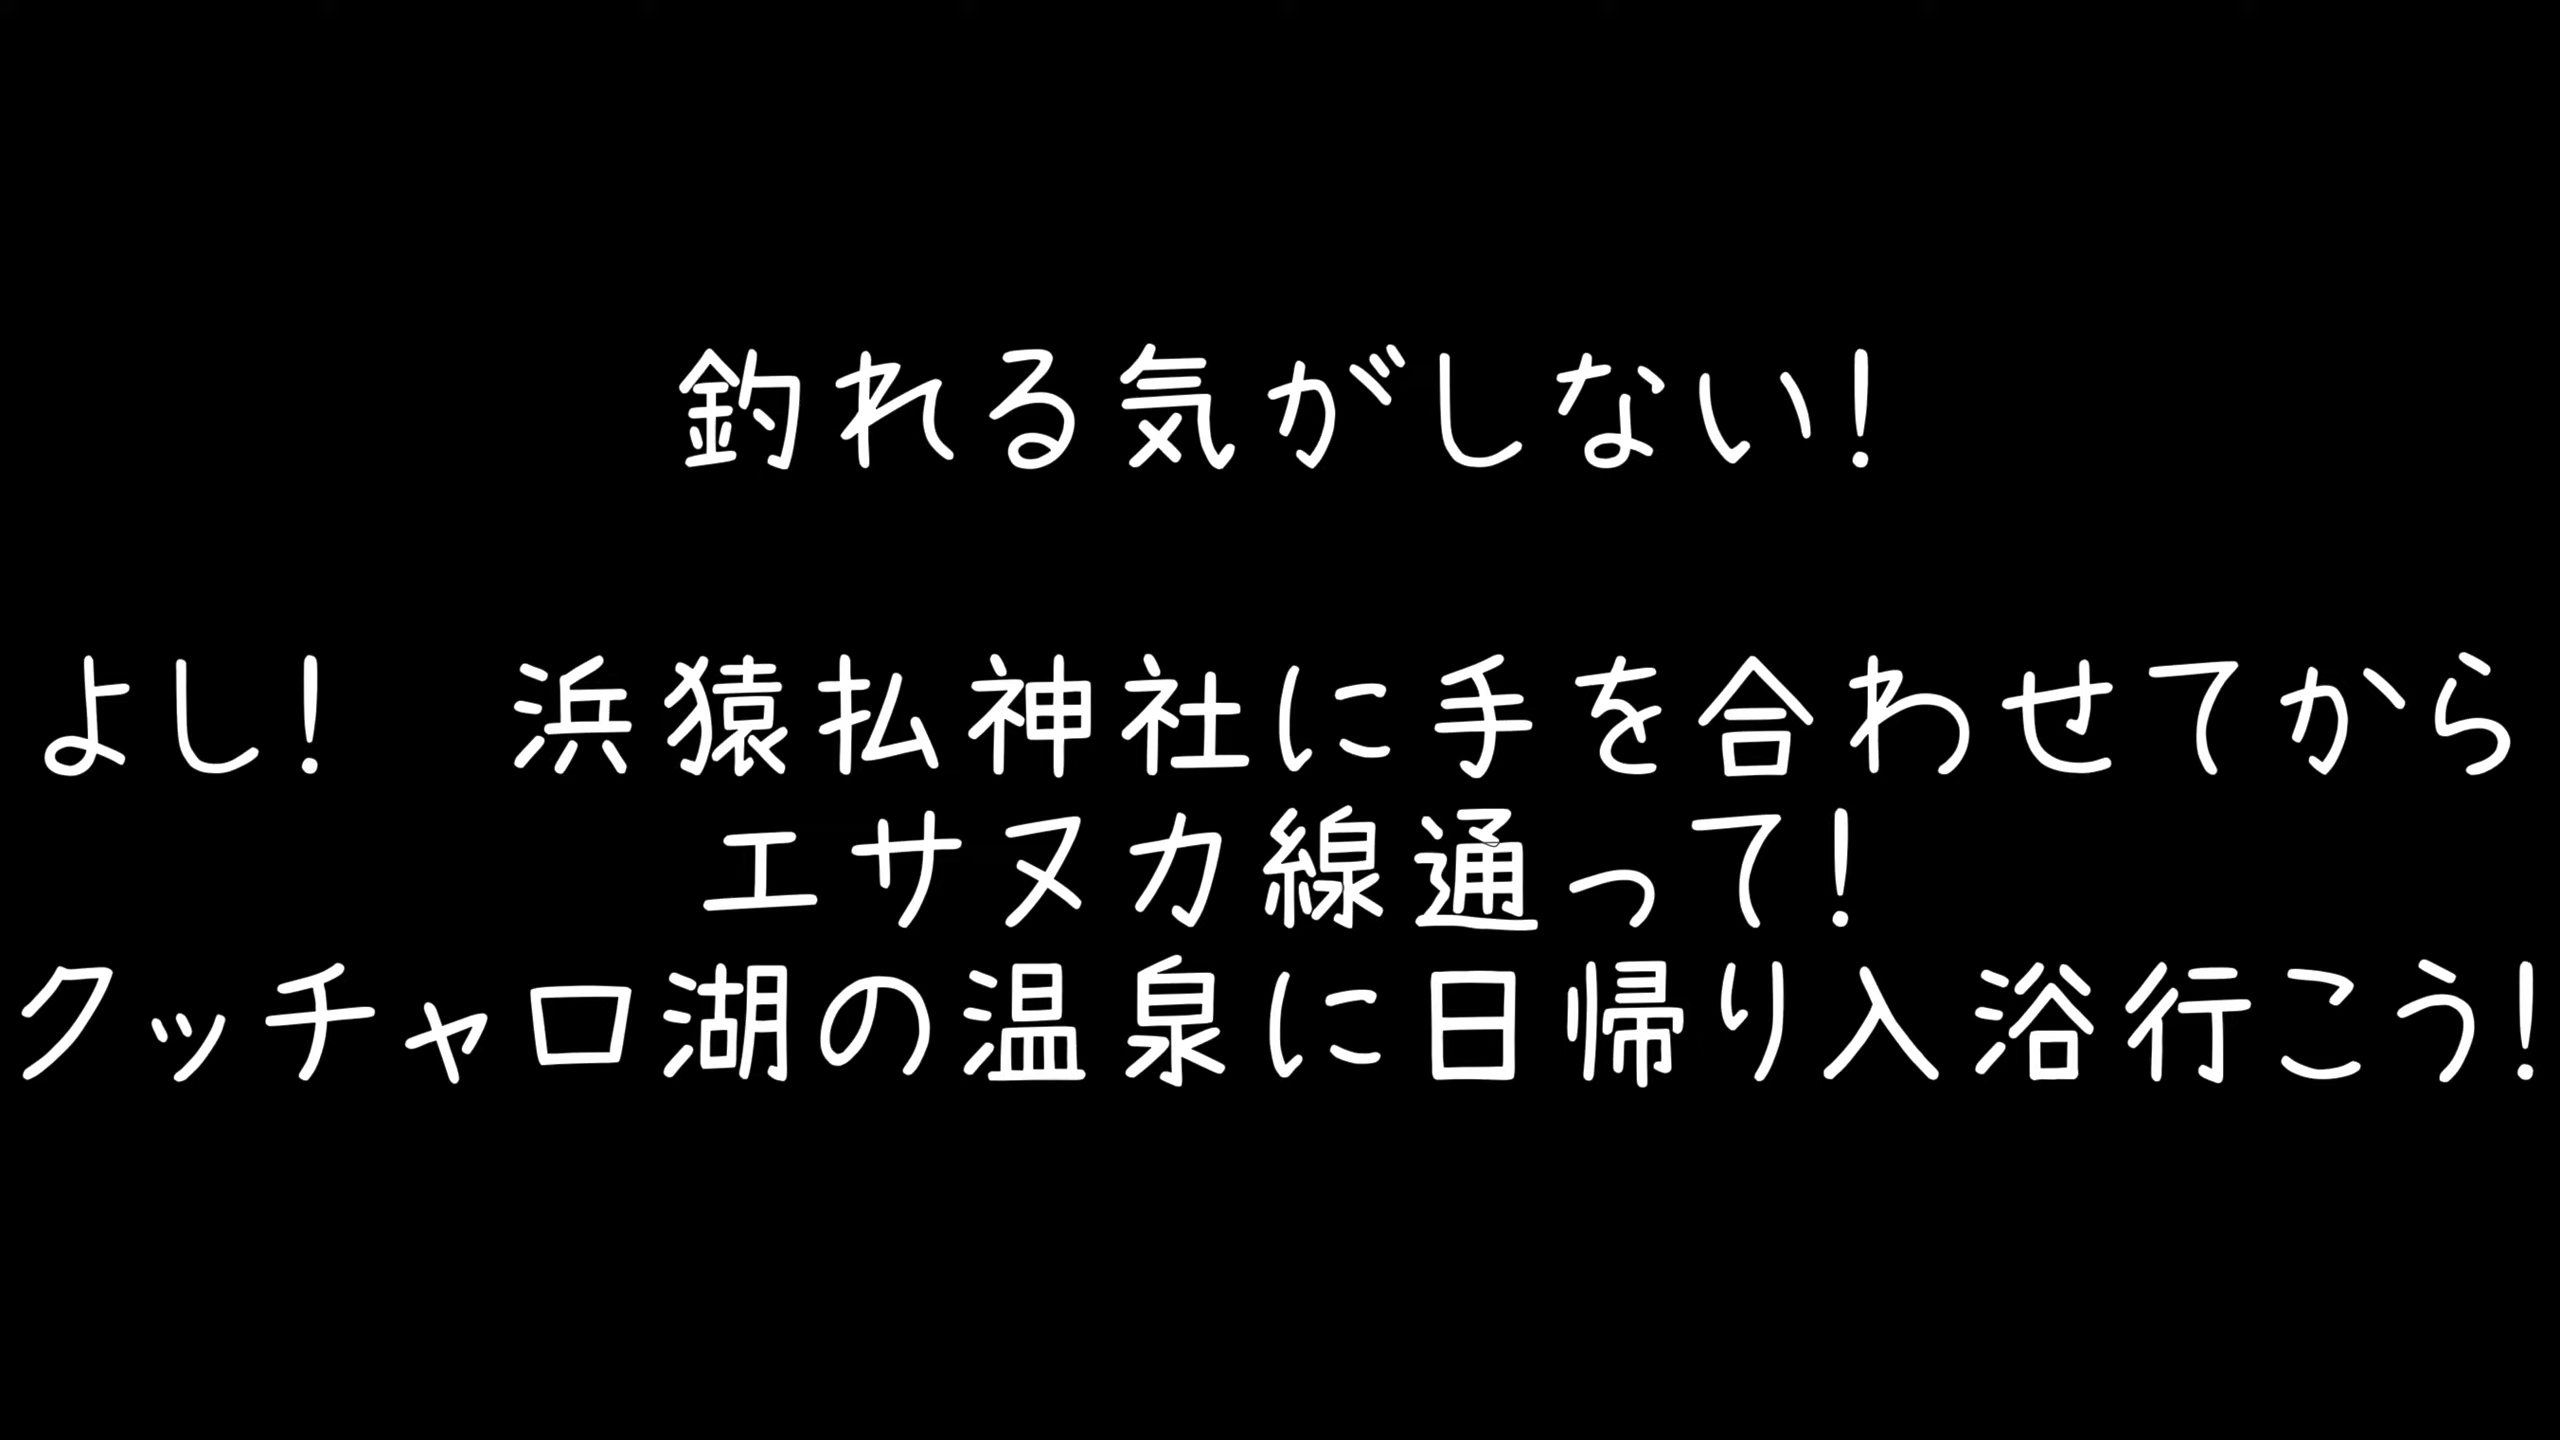 釣れる気がしない!
よし!　浜猿払神社に手を合わせてから
エサヌカ線通って!
クッチャロ湖の温泉に日帰り入浴行こう!